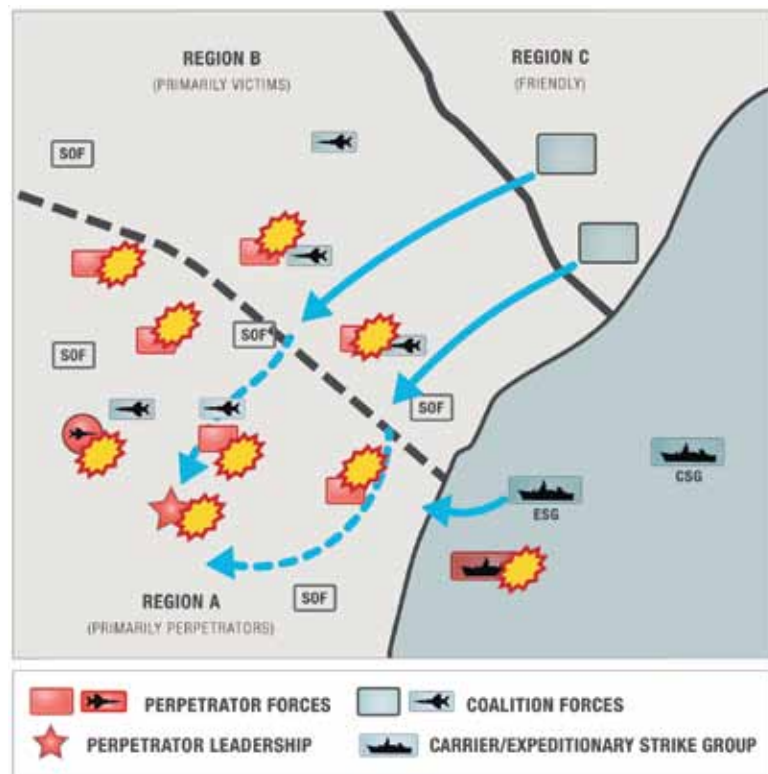 REGION B
(PRIMARILY VICTIMS)
REGION C
(FRIENDLY)
SOF
SOF
SOF
SOF
CSG
ESG
REGION A
(PRIMARILY PERPETRATORS)
SOF
PERPETRATOR FORCES
COALITION FORCES
PERPETRATOR LEADERSHIP
CARRIER/EXPEDITIONARY STRIKE GROUP